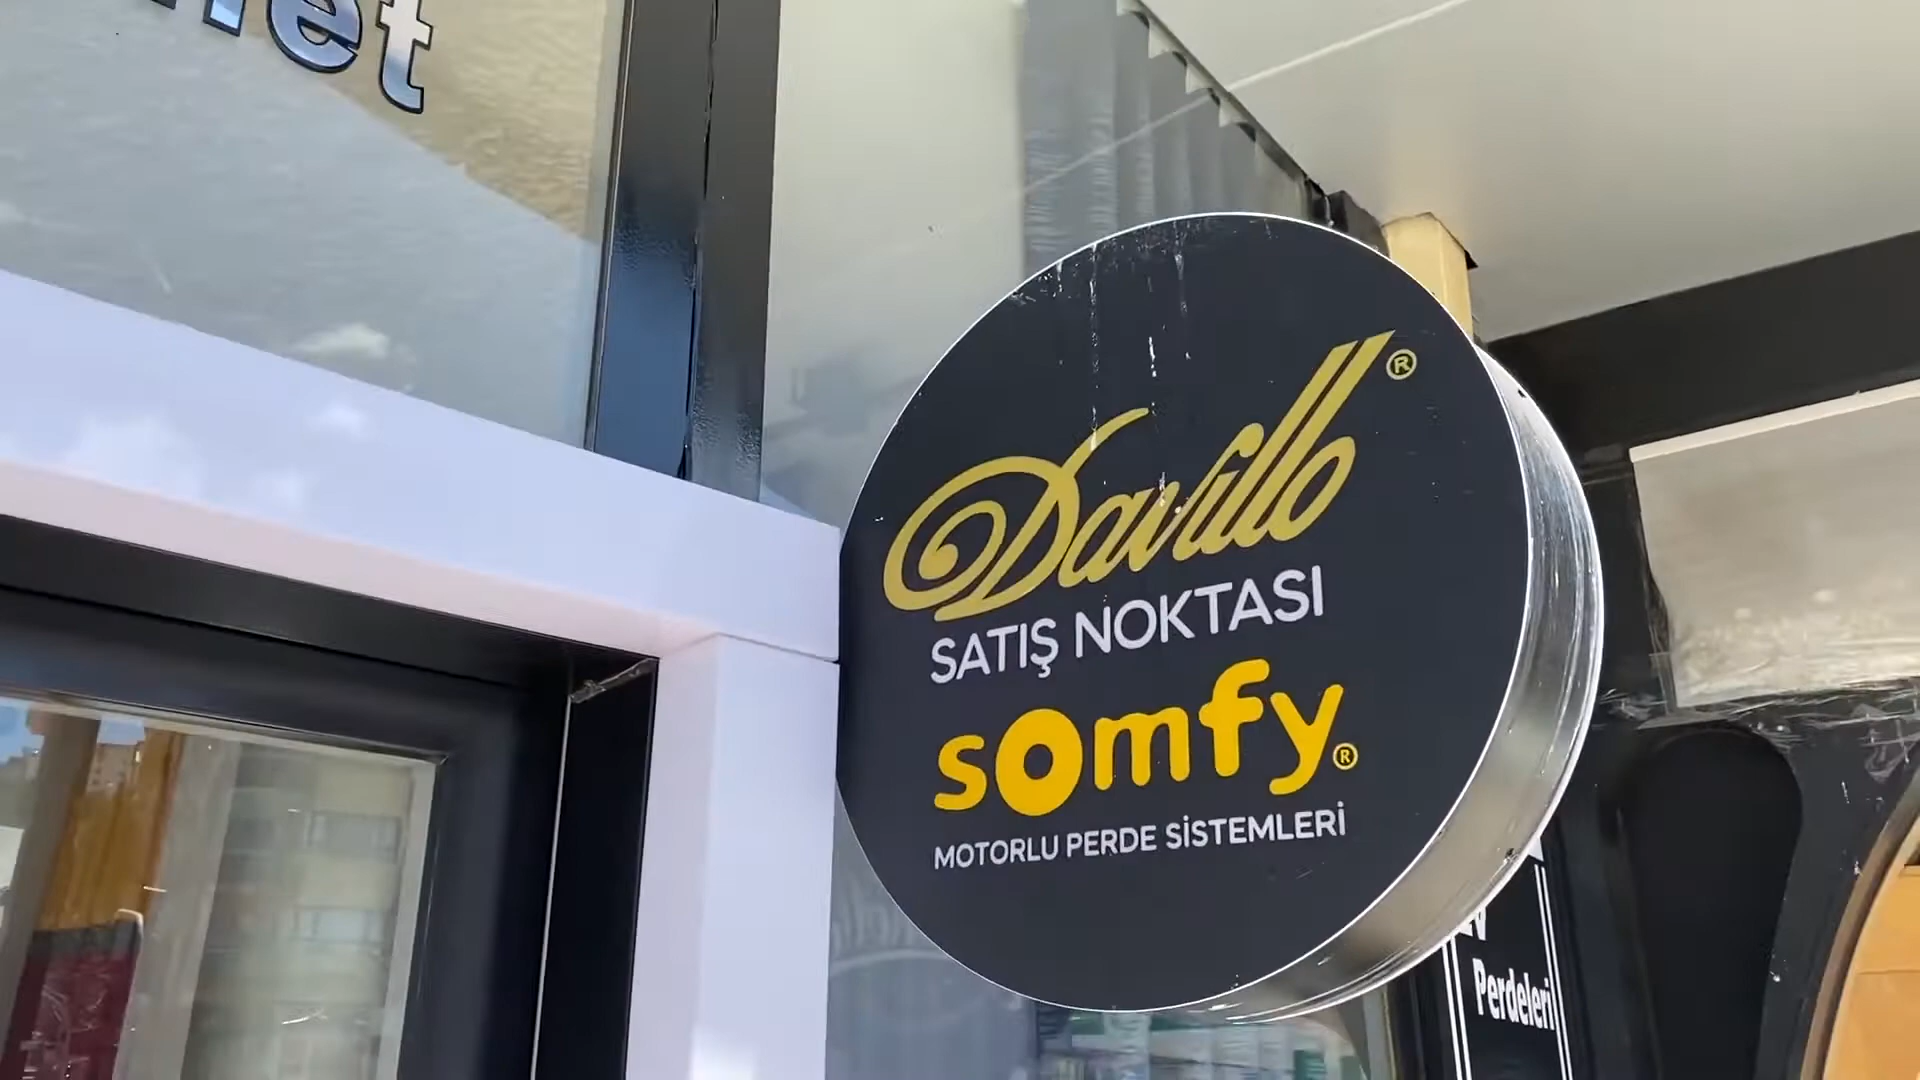 Davillo®
SATIŞ NOKTASI
somfy®
MOTORLU PERDE SİSTEMLERİ
Perdeleri